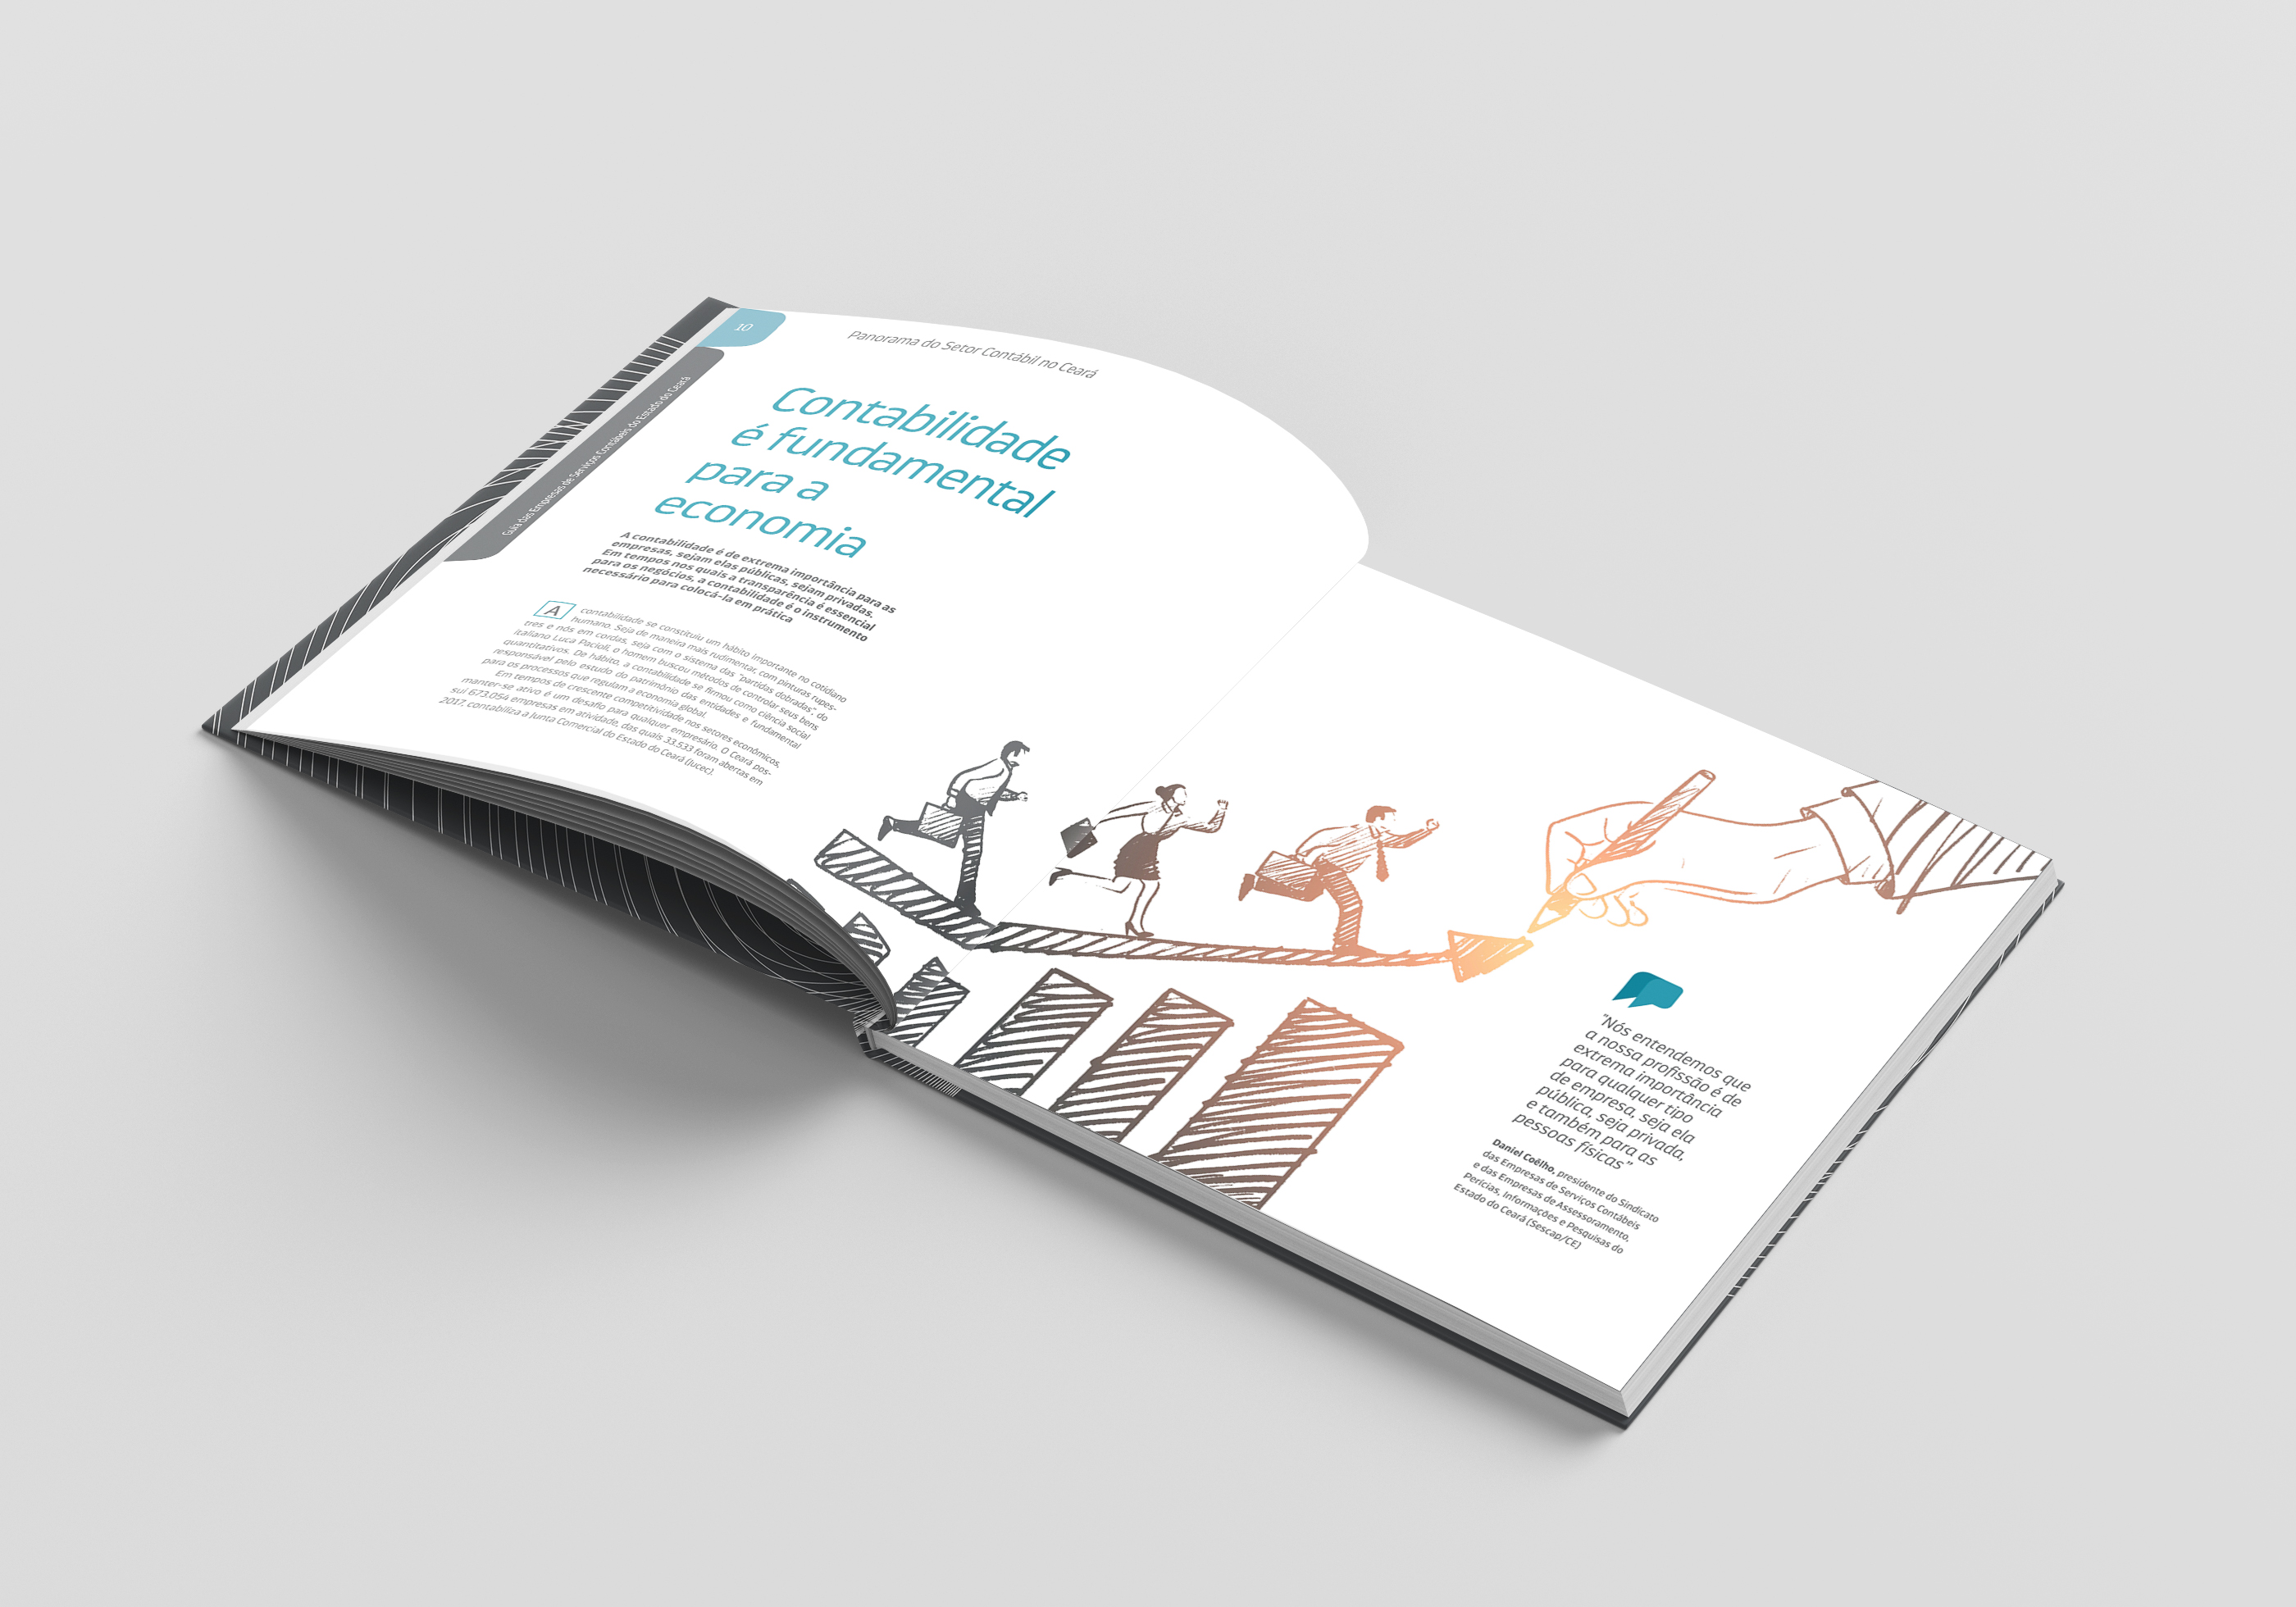 10
Panorama do Setor Contábil no Ceará
Guia das Empresas de Serviços Contábeis do Estado do Ceará
Contabilidade
é fundamental
para a
economia
A contabilidade é de extrema importância para as
empresas, sejam elas públicas, sejam privadas.
Em tempos nos quais a transparência é essencial
para os negócios, a contabilidade é o instrumento
necessário para colocá-la em prática
A contabilidade se constituiu um hábito importante no cotidiano
humano. Seja de maneira mais rudimentar, com pinturas rupes-
tres e nós em cordas, seja com o sistema das "partidas dobradas", do
italiano Luca Pacioli, o homem buscou métodos de controlar seus bens
quantitativos. De hábito, a contabilidade se firmou como ciência social
responsável pelo estudo do patrimônio das entidades e fundamental
para os processos que regulam a economia global.
Em tempos de crescente competitividade nos setores econômicos,
manter-se ativo é um desafio para qualquer empresário. O Ceará pos-
sui 673.054 empresas em atividade, das quais 33.533 foram abertas em
2017, contabiliza a Junta Comercial do Estado do Ceará (Jucec).
"Nós entendemos que
a nossa profissão é de
extrema importância
para qualquer tipo
de empresa, seja ela
pública, seja privada,
e também para as
pessoas físicas"
Daniel Coêlho, presidente do Sindicato
das Empresas de Serviços Contábeis
e das Empresas de Assessoramento,
Perícias, Informações e Pesquisas do
Estado do Ceará (Sescap/CE)